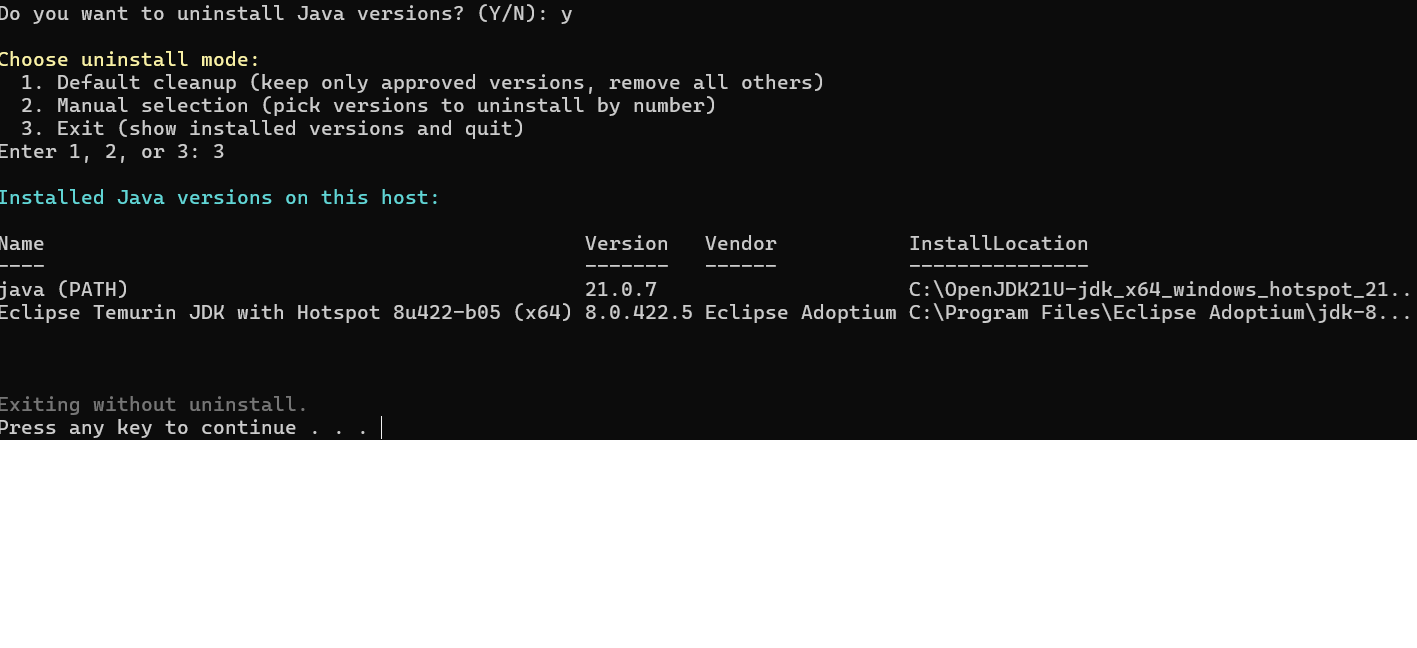 Do you want to uninstall Java versions? (Y/N): y
Choose uninstall mode:
1. Default cleanup (keep only approved versions, remove all others)
2. Manual selection (pick versions to uninstall by number)
3. Exit (show installed versions and quit)
Enter 1, 2, or 3: 3
Installed Java versions on this host:
Name Version Vendor InstallLocation
---- ------- ------ ---------------
java (PATH) 21.0.7 C:\OpenJDK21U-jdk_x64_windows_hotspot_21...
Eclipse Temurin JDK with Hotspot 8u422-b05 (x64) 8.0.422.5 Eclipse Adoptium C:\Program Files\Eclipse Adoptium\jdk-8...
Exiting without uninstall.
Press any key to continue . . .